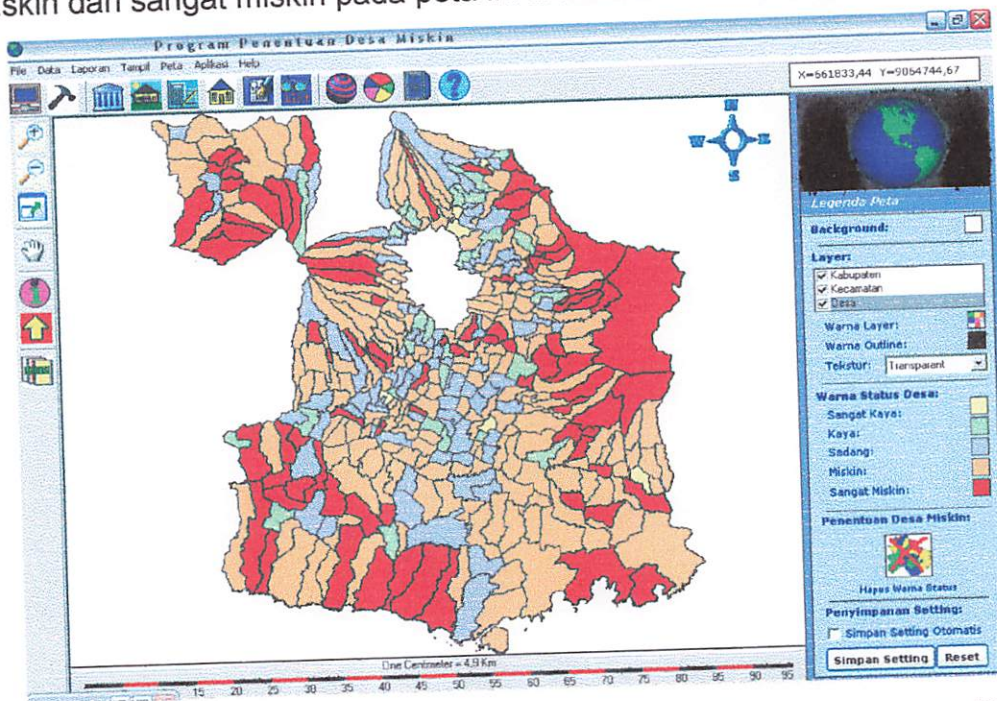 dan sangat miskin pada peta
Program Penentuan Desa Miskin
File Data Laporan Tampil Peta Aplikasi Help
X=561833,44 Y=9064744,67
N
W E
S
Legenda Peta
Background:
Layer:
Kabupaten
Kecamatan
Desa
Warna Layer:
Warna Outline:
Tekstur: Transparant
Warna Status Desa:
Sangat Kaya:
Kaya:
Sadang:
Miskin:
Sangat Miskin:
Penentuan Desa Miskin:
Hapus Warna Status
Penyimpanan Setting:
Simpan Setting Otomatis
Simpan Setting Reset
One Centimeter = 4,9 Km
15 20 25 30 35 40 45 50 55 60 65 70 75 80 85 90 95